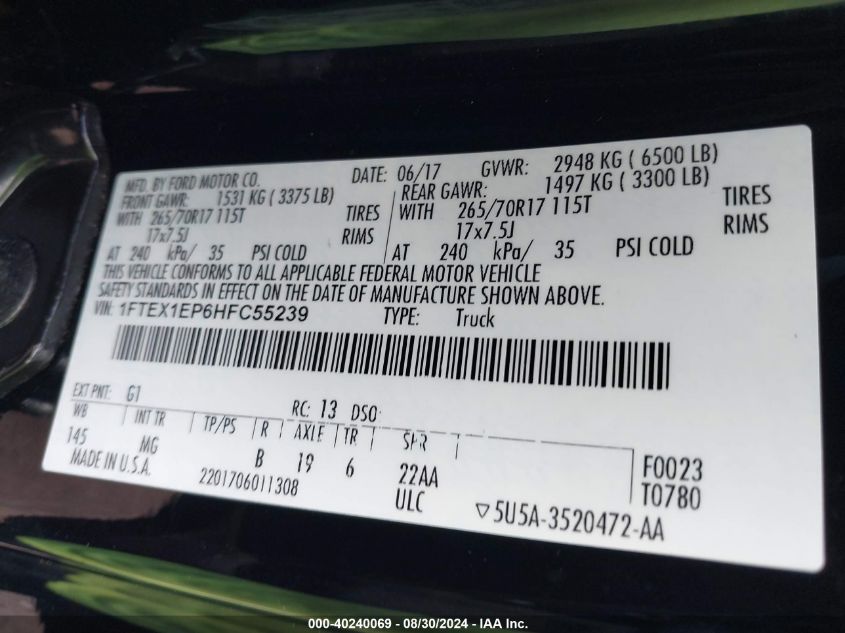 MFD. BY FORD MOTOR CO. DATE: 06/17 GVWR: 2948 KG ( 6500 LB)
FRONT GAWR: 1531 KG ( 3375 LB) REAR GAWR: 1497 KG ( 3300 LB)
WITH 265/70R17 115T TIRES WITH 265/70R17 115T TIRES
17x7.5J RIMS 17x7.5J RIMS
AT 240 kPa/ 35 PSI COLD AT 240 kPa/ 35 PSI COLD
THIS VEHICLE CONFORMS TO ALL APPLICABLE FEDERAL MOTOR VEHICLE
SAFETY STANDARDS IN EFFECT ON THE DATE OF MANUFACTURE SHOWN ABOVE.
VIN: 1FTEX1EP6HFC55239 TYPE: Truck
EXT PNT: G1 RC: 13 DSO:
WB INT TR TP/PS R AXLE TR SPR
145 MG B 19 6 22AA F0023
MADE IN U.S.A. 2201706011308 ULC T0780
▽5U5A-3520472-AA
000-40240069 - 08/30/2024 - IAA Inc.